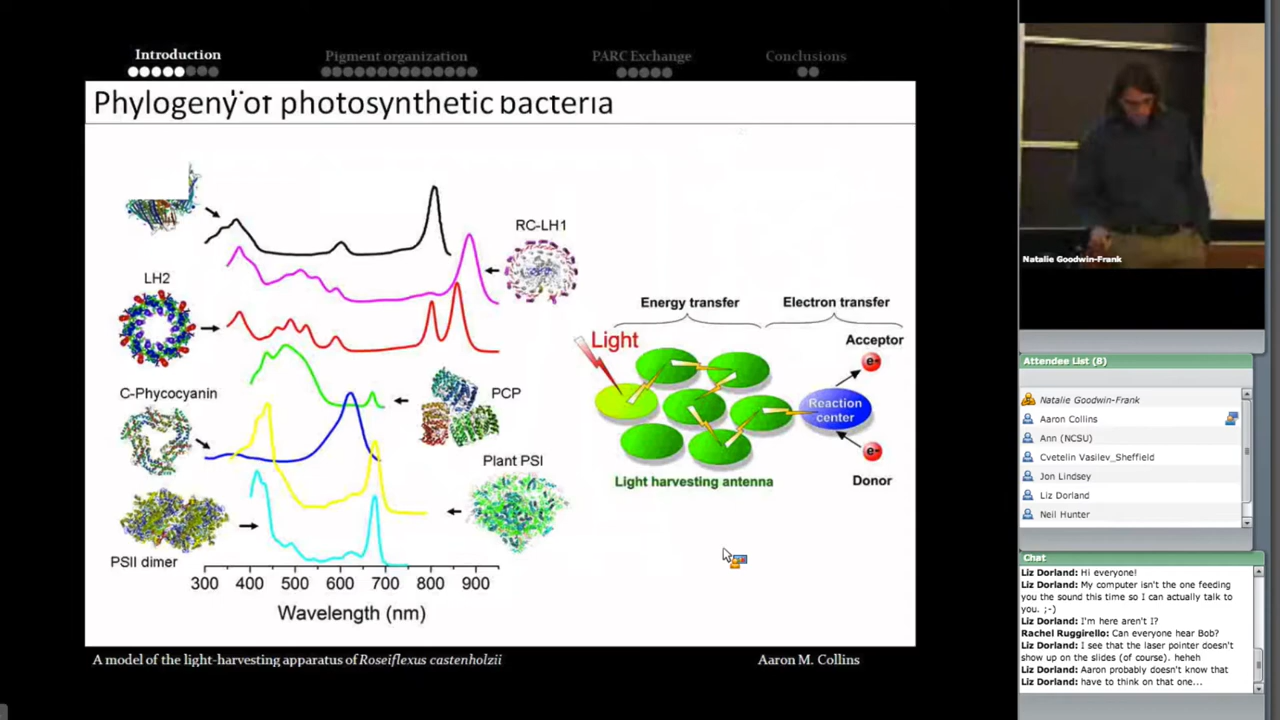 Introduction
Pigment organization
PARC Exchange
Conclusions
Phylogeny of photosynthetic bacteria
RC-LH1
LH2
C-Phycocyanin
PCP
Plant PSI
PSII dimer
300 400 500 600 700 800 900
Wavelength (nm)
Energy transfer
Electron transfer
Light
Acceptor
e-
Reaction
center
e-
Light harvesting antenna
Donor
A model of the light-harvesting apparatus of Roseiflexus castenholzii
Aaron M. Collins
Natalie Goodwin-Frank
Attendee List (8)
Natalie Goodwin-Frank
Aaron Collins
Ann (NCSU)
Cvetelin Vasilev_Sheffield
Jon Lindsey
Liz Dorland
Neil Hunter
Chat
Liz Dorland: Hi everyone!
Liz Dorland: My computer isn't the one feeding
you the sound this time so I can actually talk to
you. ;-)
Liz Dorland: I'm here aren't I?
Rachel Ruggirello: Can everyone hear Bob?
Liz Dorland: I see that the laser pointer doesn't
show up on the slides (of course). heheh
Liz Dorland: Aaron probably doesn't know that
Liz Dorland: have to think on that one...